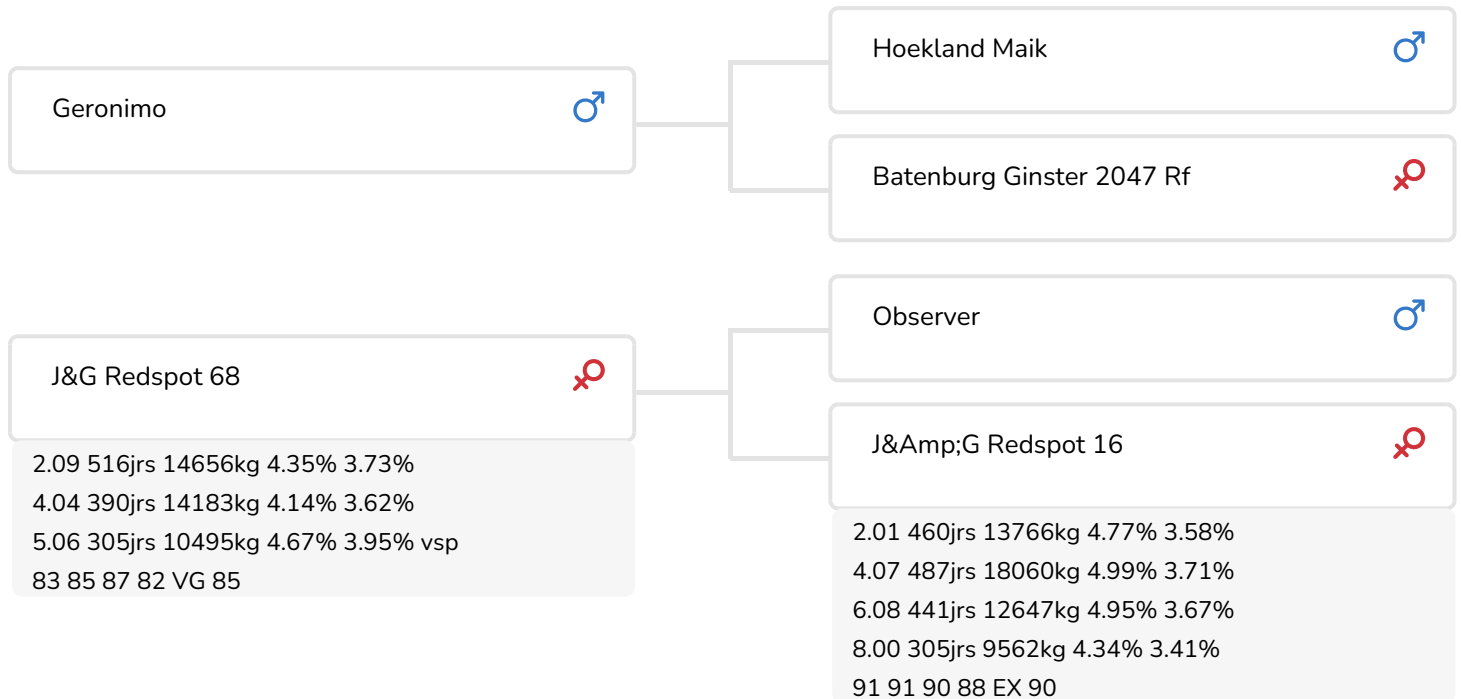 Geronimo
Hoekland Maik
Batenburg Ginster 2047 Rf
J&G Redspot 68
2.09 516jrs 14656kg 4.35% 3.73%
4.04 390jrs 14183kg 4.14% 3.62%
5.06 305jrs 10495kg 4.67% 3.95% vsp
83 85 87 82 VG 85
Observer
J&Amp;G Redspot 16
2.01 460jrs 13766kg 4.77% 3.58%
4.07 487jrs 18060kg 4.99% 3.71%
6.08 441jrs 12647kg 4.95% 3.67%
8.00 305jrs 9562kg 4.34% 3.41%
91 91 90 88 EX 90